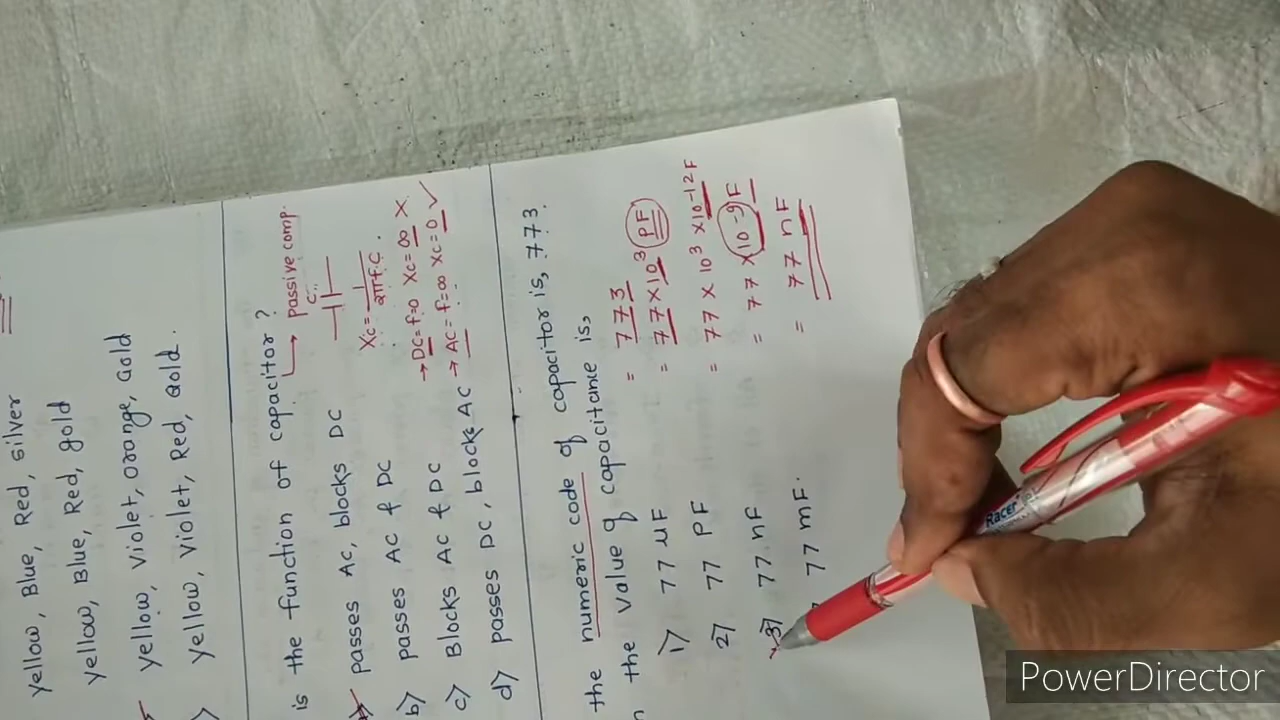 Yellow, Blue, Red, silver
Yellow, Blue, Red, gold
Yellow, Violet, orange, Gold
Yellow, Violet, Red, Gold.
is the function of capacitor ?
→ Passive comp.
C
Xc = 1/2πfC.
a) Passes Ac, blocks DC
b) Passes AC & DC
c) Blocks AC & DC
d) Passes DC, blocks AC
→ DC = f=0 Xc = ∞ ×
→ AC = f=∞ Xc = 0 ✓
the numeric code of capacitor is, 773.
the value of capacitance is,
1) 77 µF
2) 77 PF
3) 77 nF
77 mF.
= 773
= 77 × 10³ PF
= 77 × 10³ × 10⁻¹² F
= 77 × 10⁻⁹ F
= 77 nF
Racer
PowerDirector